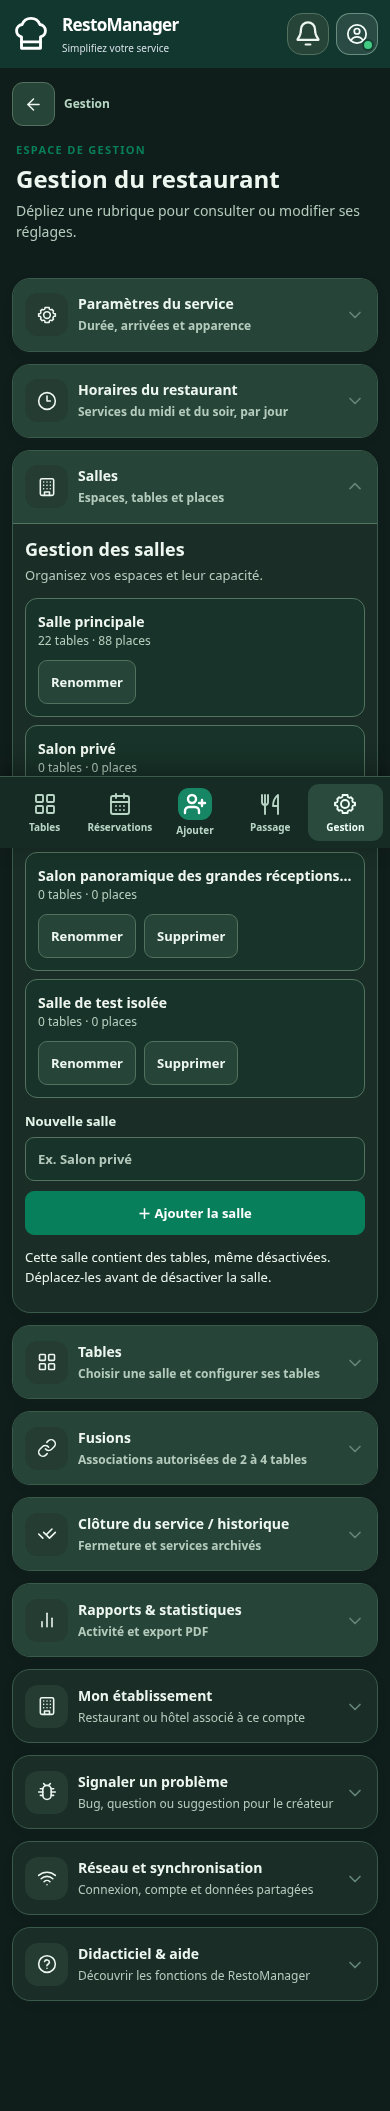 RestoManager
Simplifiez votre service
Gestion
ESPACE DE GESTION
Gestion du restaurant
Dépliez une rubrique pour consulter ou modifier ses
réglages.
Paramètres du service
Durée, arrivées et apparence
Horaires du restaurant
Services du midi et du soir, par jour
Salles
Espaces, tables et places
Gestion des salles
Organisez vos espaces et leur capacité.
Salle principale
22 tables · 88 places
Renommer
Salon privé
0 tables · 0 places
Tables
Réservations
Ajouter
Passage
Gestion
Salon panoramique des grandes réceptions...
0 tables · 0 places
Renommer
Supprimer
Salle de test isolée
0 tables · 0 places
Renommer
Supprimer
Nouvelle salle
Ex. Salon privé
+ Ajouter la salle
Cette salle contient des tables, même désactivées.
Déplacez-les avant de désactiver la salle.
Tables
Choisir une salle et configurer ses tables
Fusions
Associations autorisées de 2 à 4 tables
Clôture du service / historique
Fermeture et services archivés
Rapports & statistiques
Activité et export PDF
Mon établissement
Restaurant ou hôtel associé à ce compte
Signaler un problème
Bug, question ou suggestion pour le créateur
Réseau et synchronisation
Connexion, compte et données partagées
Didacticiel & aide
Découvrir les fonctions de RestoManager